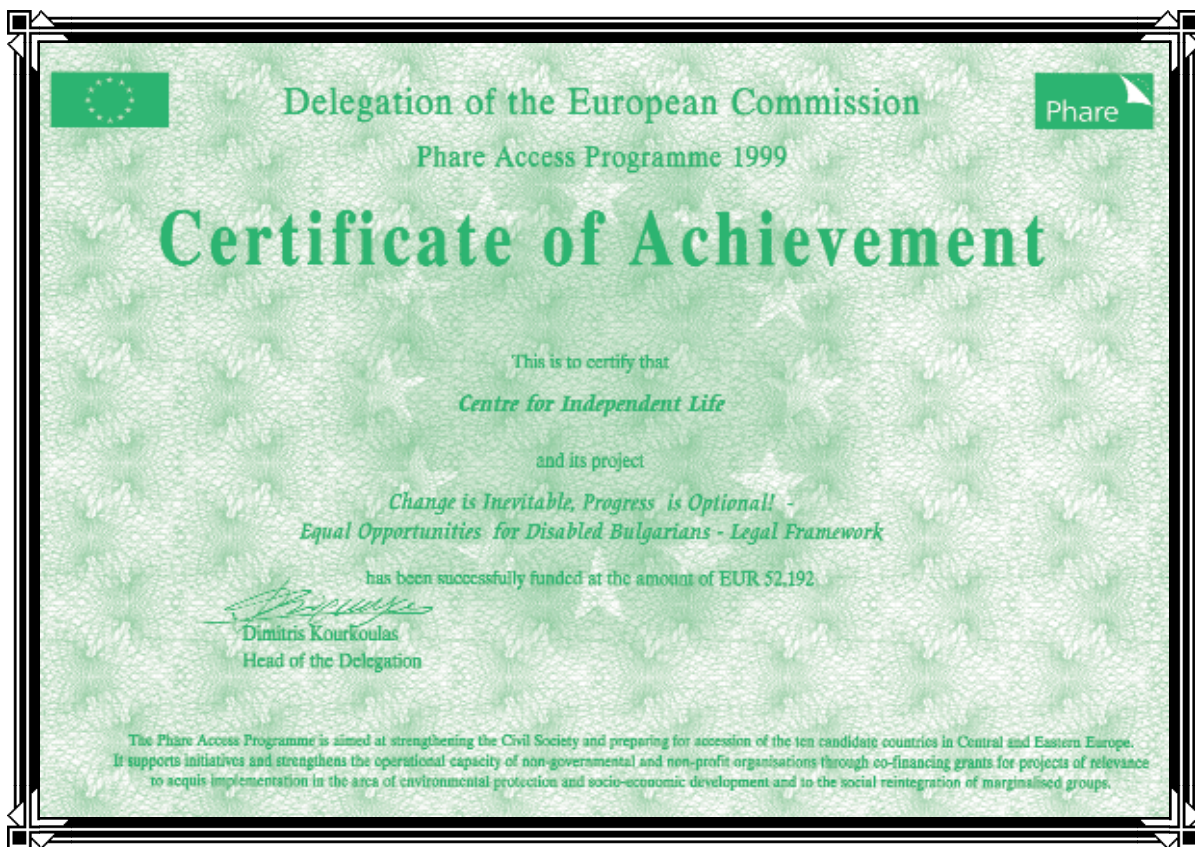 Delegation of the European Commission
Phare
Phare Access Programme 1999
Certificate of Achievement
This is to certify that
Centre for Independent Life
and its project
Change is Inevitable, Progress is Optional! -
Equal Opportunities for Disabled Bulgarians - Legal Framework
has been successfully funded at the amount of EUR 52,192
Dimitris Kourkoulas
Head of the Delegation
The Phare Access Programme is aimed at strengthening the Civil Society and preparing for accession of the ten candidate countries in Central and Eastern Europe.
It supports initiatives and strengthens the operational capacity of non-governmental and non-profit organisations through co-financing grants for projects of relevance
to acquis implementation in the area of environmental protection and socio-economic development and to the social reintegration of marginalised groups.